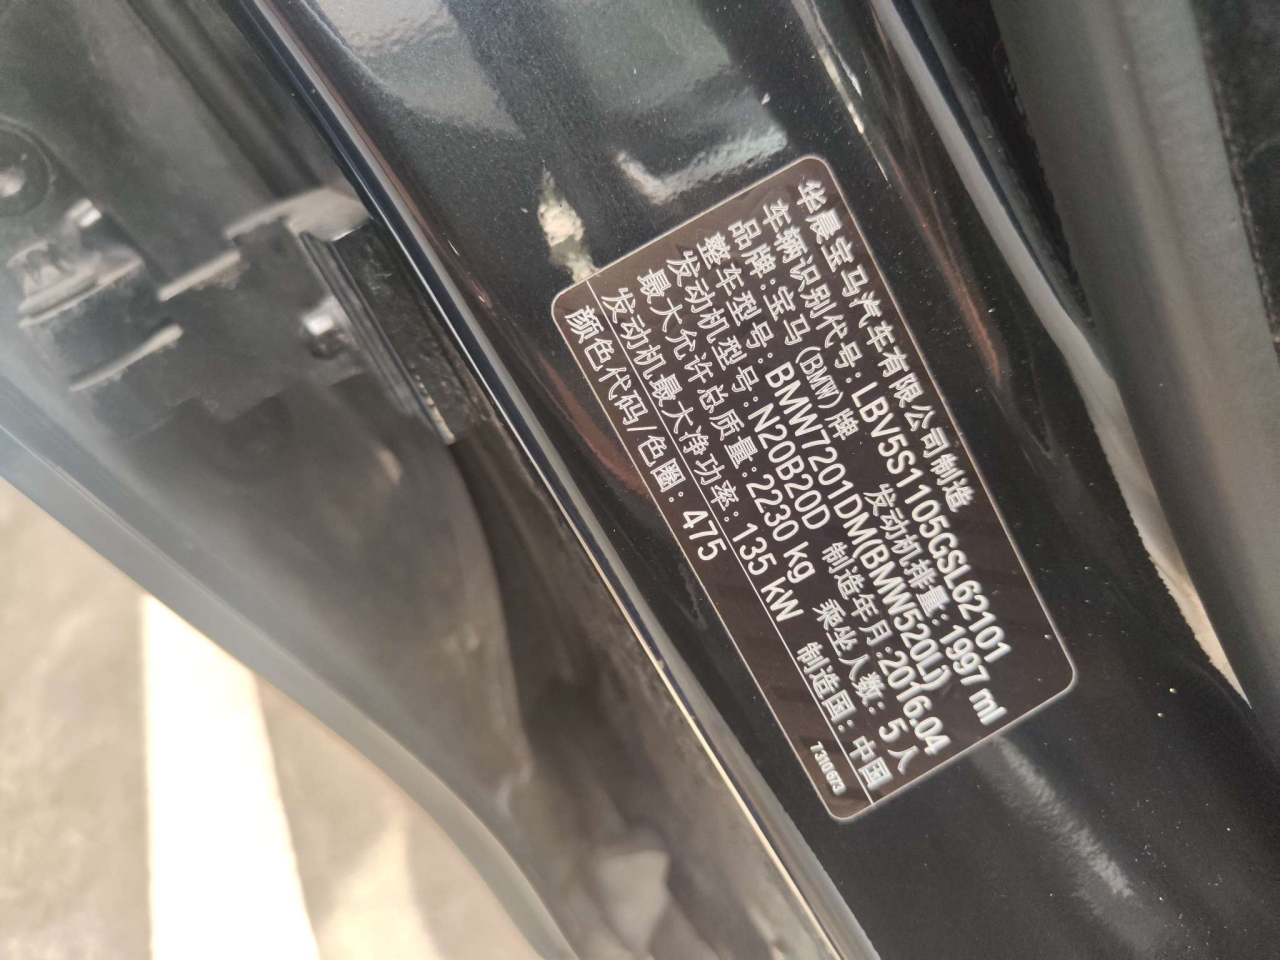 华晨宝马汽车有限公司制造
车辆识别代号:LBV5S1105GSL62101
品牌:宝马(BMW)牌 发动机排量:1997 ml
整车型号:BMW7201DM(BMW520LI)
发动机型号:N20B20D 制造年月:2016.04
最大允许总质量:2230 kg 乘坐人数: 5 人
发动机最大净功率:135 kW 制造国:中国
颜色代码/色圈: 475
7 310 673